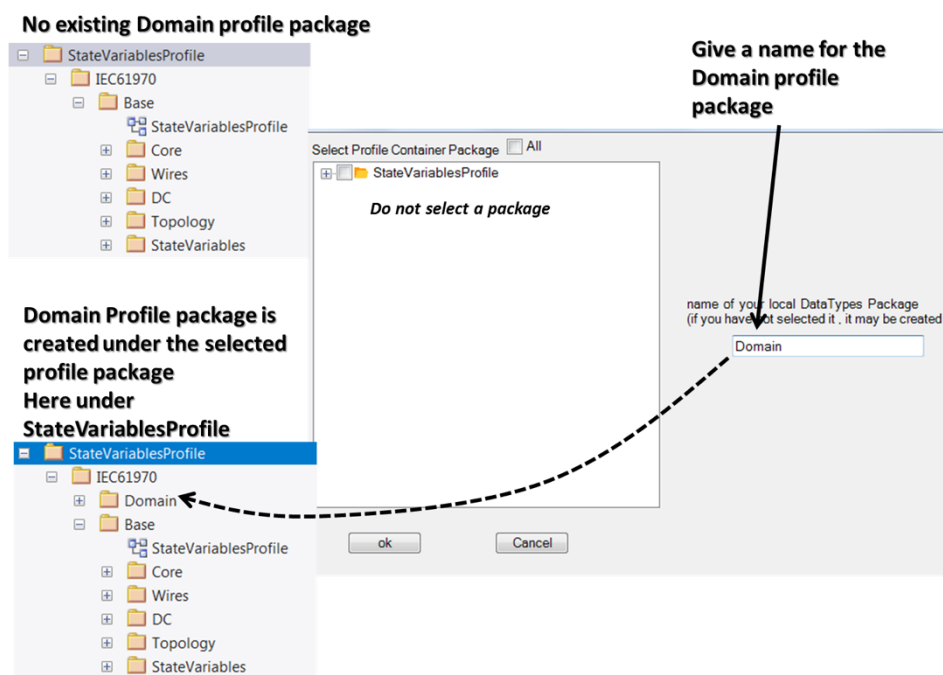 No existing Domain profile package
StateVariablesProfile
IEC61970
Base
StateVariablesProfile
Core
Wires
DC
Topology
StateVariables
Give a name for the
Domain profile
package
Select Profile Container Package All
StateVariablesProfile
Do not select a package
name of your local DataTypes Package
(if you have not selected it , it may be created
Domain
ok Cancel
Domain Profile package is
created under the selected
profile package
Here under
StateVariablesProfile
StateVariablesProfile
IEC61970
Domain
Base
StateVariablesProfile
Core
Wires
DC
Topology
StateVariables